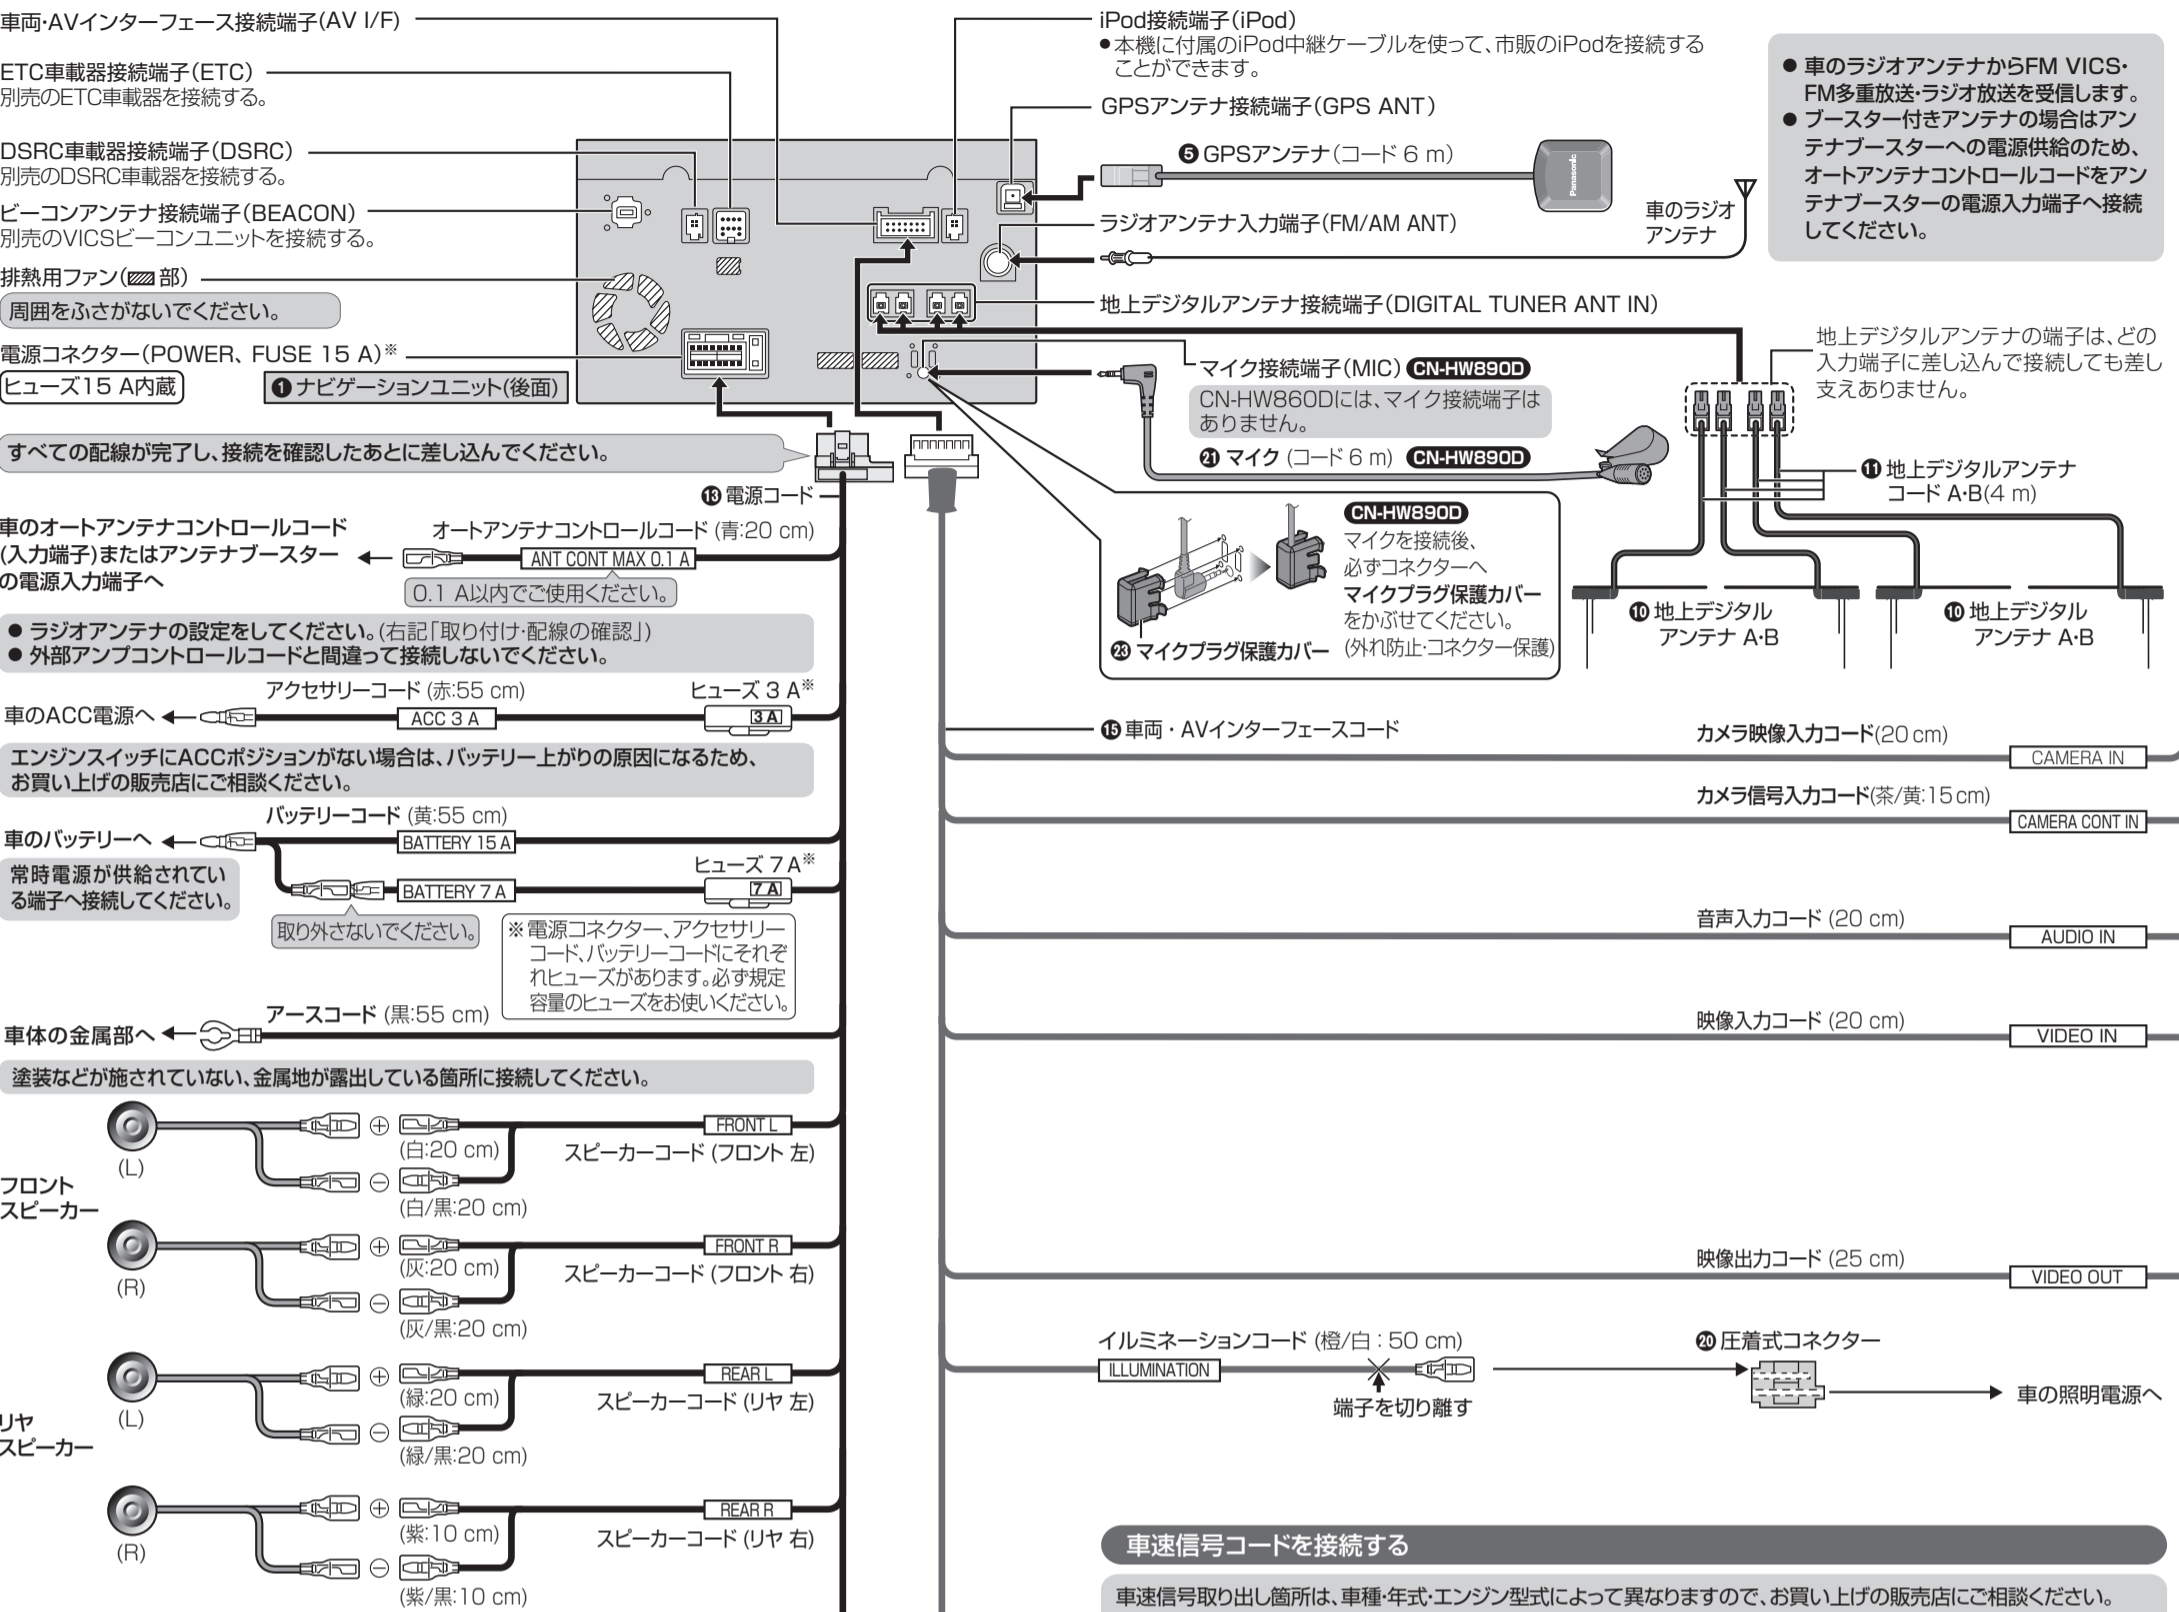 車両・AVインターフェース接続端子(AV I/F)
ETC車載器接続端子(ETC)
別売のETC車載器を接続する。
DSRC車載器接続端子(DSRC)
別売のDSRC車載器を接続する。
ビーコンアンテナ接続端子(BEACON)
別売のVICSビーコンユニットを接続する。
排熱用ファン(部)
周囲をふさがないでください。
電源コネクター(POWER、FUSE 15 A)※
ヒューズ15 A内蔵
❶ナビゲーションユニット(後面)
iPod接続端子(iPod)
●本機に付属のiPod中継ケーブルを使って、市販のiPodを接続する
ことができます。
GPSアンテナ接続端子(GPS ANT)
❺GPSアンテナ(コード 6 m)
Panasonic
ラジオアンテナ入力端子(FM/AM ANT)
車のラジオ
アンテナ
●車のラジオアンテナからFM VICS・
FM多重放送・ラジオ放送を受信します。
●ブースター付きアンテナの場合はアン
テナブースターへの電源供給のため、
オートアンテナコントロールコードをアン
テナブースターの電源入力端子へ接続
してください。
地上デジタルアンテナ接続端子(DIGITAL TUNER ANT IN)
地上デジタルアンテナの端子は、どの
入力端子に差し込んで接続しても差し
支えありません。
マイク接続端子(MIC) CN-HW890D
CN-HW860Dには、マイク接続端子は
ありません。
㉑マイク (コード 6 m) CN-HW890D
⓫地上デジタルアンテナ
コード A・B(4 m)
CN-HW890D
マイクを接続後、
必ずコネクターへ
マイクプラグ保護カバー
をかぶせてください。
(外れ防止・コネクター保護)
㉓マイクプラグ保護カバー
❿地上デジタル
アンテナ A・B
❿地上デジタル
アンテナ A・B
すべての配線が完了し、接続を確認したあとに差し込んでください。
⓭電源コード
車のオートアンテナコントロールコード
(入力端子)またはアンテナブースター
の電源入力端子へ
オートアンテナコントロールコード (青:20 cm)
ANT CONT MAX 0.1 A
0.1 A以内でご使用ください。
●ラジオアンテナの設定をしてください。(右記「取り付け・配線の確認」)
●外部アンプコントロールコードと間違って接続しないでください。
アクセサリーコード (赤:55 cm)
ヒューズ 3 A※
車のACC電源へ
ACC 3 A
3 A
エンジンスイッチにACCポジションがない場合は、バッテリー上がりの原因になるため、
お買い上げの販売店にご相談ください。
バッテリーコード (黄:55 cm)
車のバッテリーへ
BATTERY 15 A
常時電源が供給されてい
る端子へ接続してください。
ヒューズ 7 A※
BATTERY 7 A
7 A
取り外さないでください。
※電源コネクター、アクセサリー
コード、バッテリーコードにそれぞ
れヒューズがあります。必ず規定
容量のヒューズをお使いください。
アースコード (黒:55 cm)
車体の金属部へ
塗装などが施されていない、金属地が露出している箇所に接続してください。
フロント
スピーカー
(L)
⊕
(白:20 cm)
FRONT L
スピーカーコード (フロント 左)
⊖
(白/黒:20 cm)
(R)
⊕
(灰:20 cm)
FRONT R
スピーカーコード (フロント 右)
⊖
(灰/黒:20 cm)
リヤ
スピーカー
(L)
⊕
(緑:20 cm)
REAR L
スピーカーコード (リヤ 左)
⊖
(緑/黒:20 cm)
(R)
⊕
(紫:10 cm)
REAR R
スピーカーコード (リヤ 右)
⊖
(紫/黒:10 cm)
⓯車両・AVインターフェースコード
カメラ映像入力コード(20 cm)
CAMERA IN
カメラ信号入力コード(茶/黄:15 cm)
CAMERA CONT IN
音声入力コード (20 cm)
AUDIO IN
映像入力コード (20 cm)
VIDEO IN
映像出力コード (25 cm)
VIDEO OUT
イルミネーションコード (橙/白:50 cm)
ILLUMINATION
端子を切り離す
⓴圧着式コネクター
車の照明電源へ
車速信号コードを接続する
車速信号取り出し箇所は、車種・年式・エンジン型式によって異なりますので、お買い上げの販売店にご相談ください。